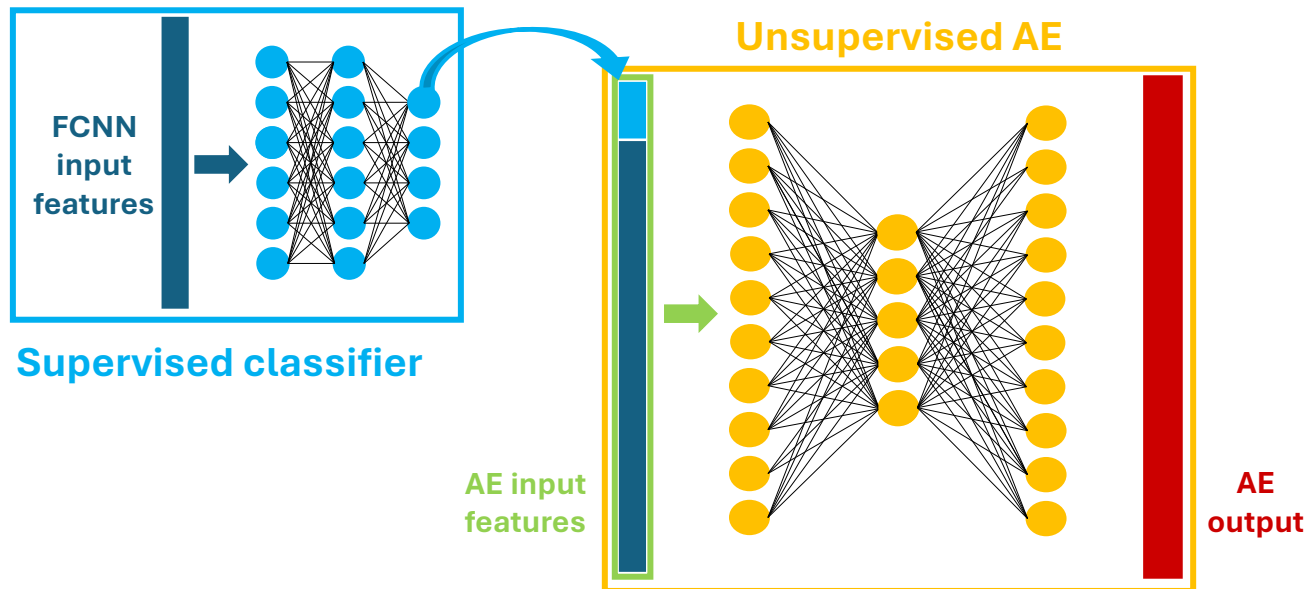 Unsupervised AE
FCNN
input
features
Supervised classifier
AE input
features
AE
output